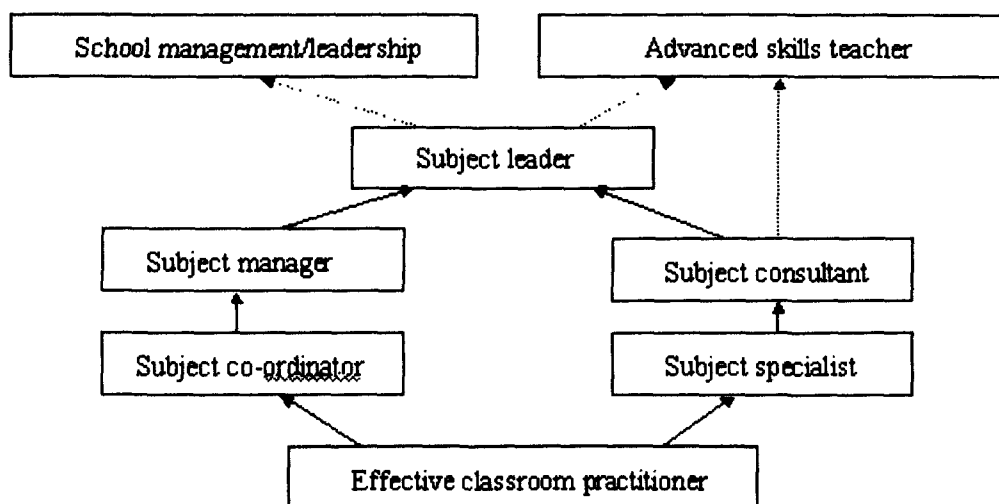 School management/leadership
Advanced skills teacher
Subject leader
Subject manager
Subject consultant
Subject co-ordinator
Subject specialist
Effective classroom practitioner